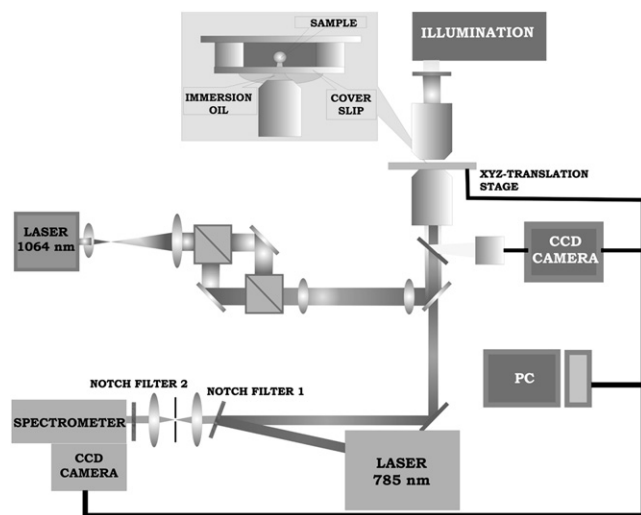 SAMPLE
ILLUMINATION
IMMERSION
OIL
COVER
SLIP
XYZ-TRANSLATION
STAGE
LASER
1064 nm
CCD
CAMERA
PC
NOTCH FILTER 2
NOTCH FILTER 1
SPECTROMETER
CCD
CAMERA
LASER
785 nm